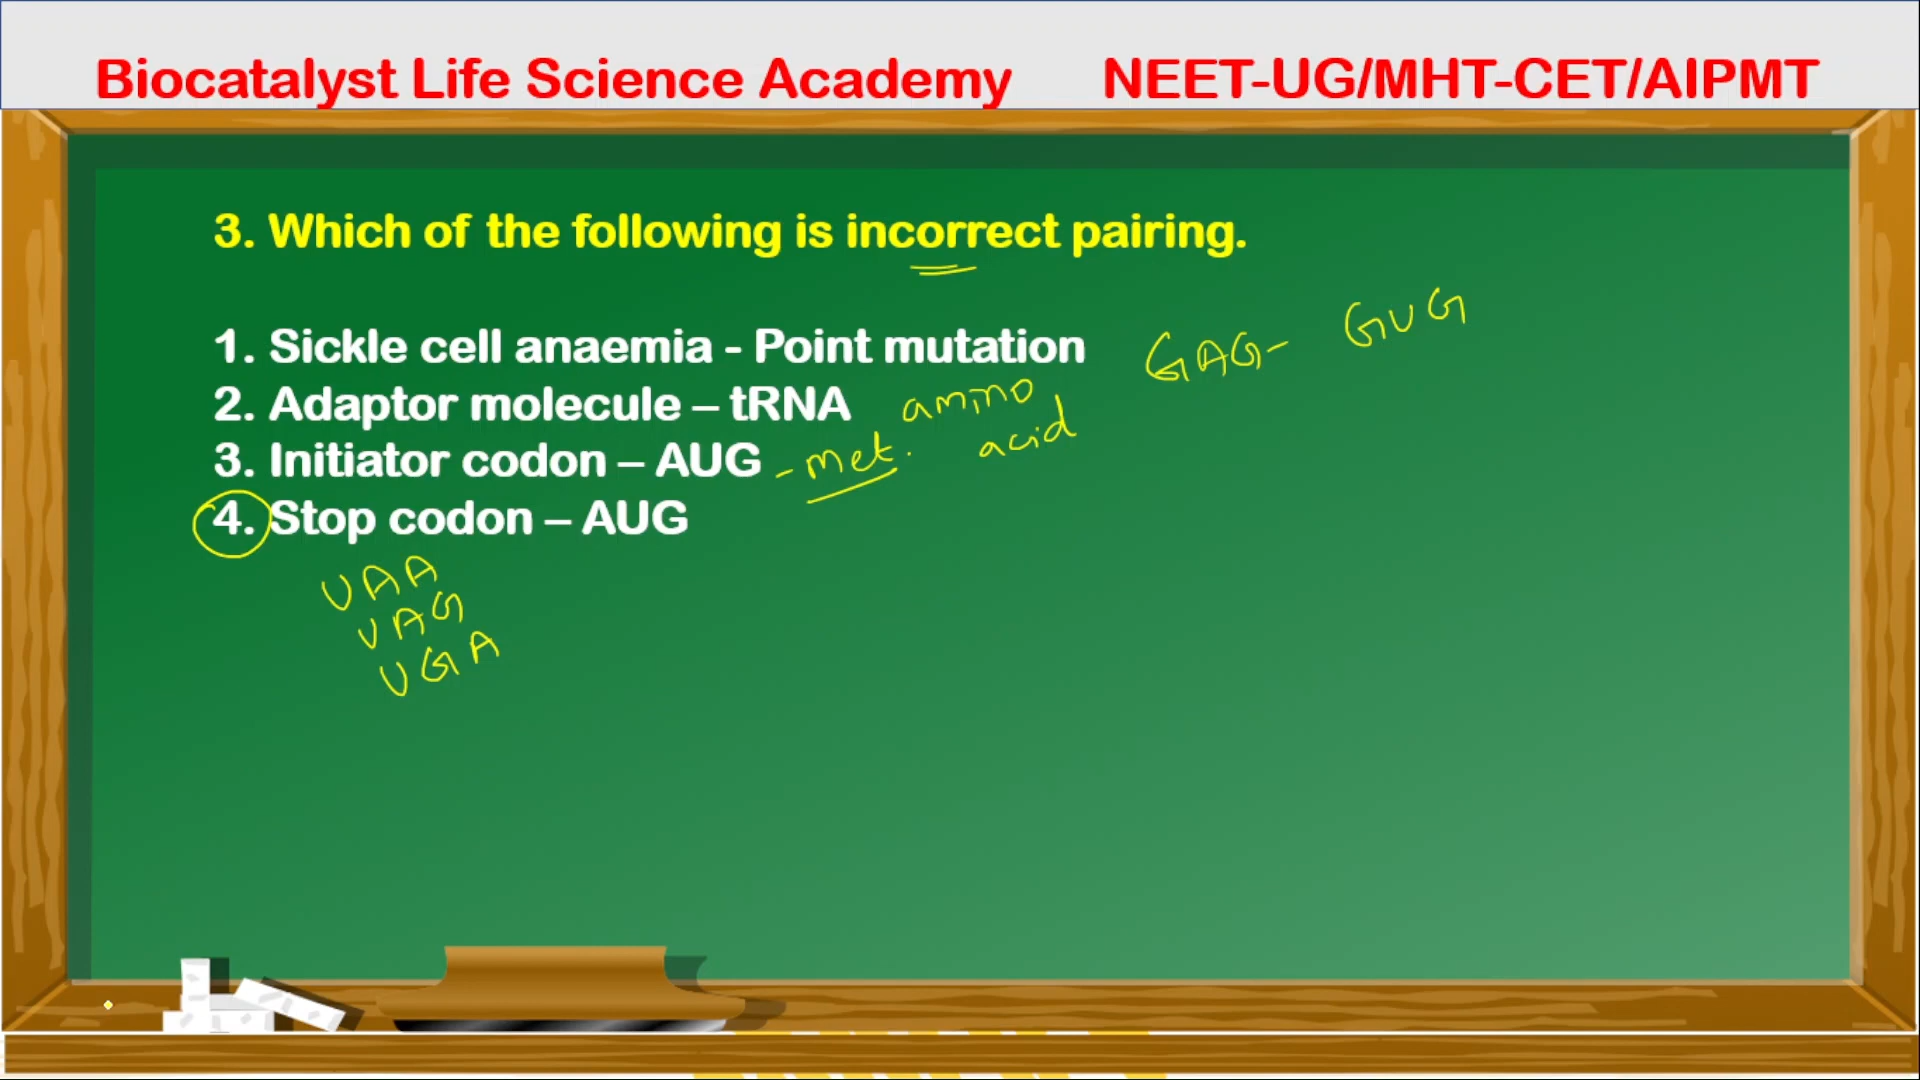 Biocatalyst Life Science Academy NEET-UG/MHT-CET/AIPMT
3. Which of the following is incorrect pairing.
1. Sickle cell anaemia - Point mutation GAG- GUG
2. Adaptor molecule – tRNA amino acid
3. Initiator codon – AUG - met.
4. Stop codon – AUG
UAA
UAG
UGA